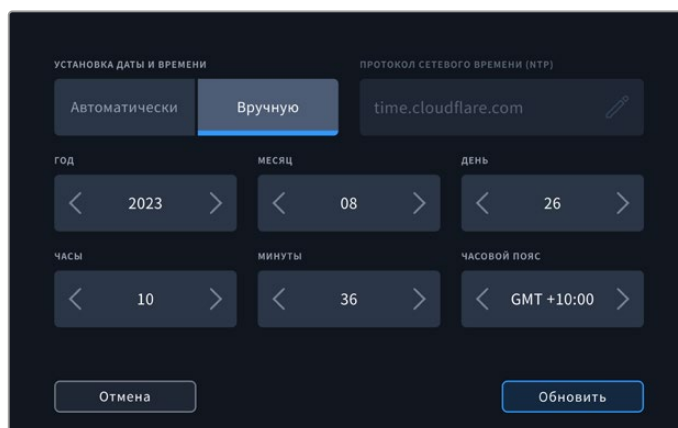 УСТАНОВКА ДАТЫ И ВРЕМЕНИ ПРОТОКОЛ СЕТЕВОГО ВРЕМЕНИ (NTP)
Автоматически Вручную time.cloudflare.com
ГОД МЕСЯЦ ДЕНЬ
2023 08 26
ЧАСЫ МИНУТЫ ЧАСОВОЙ ПОЯС
10 36 GMT +10:00
Отмена Обновить